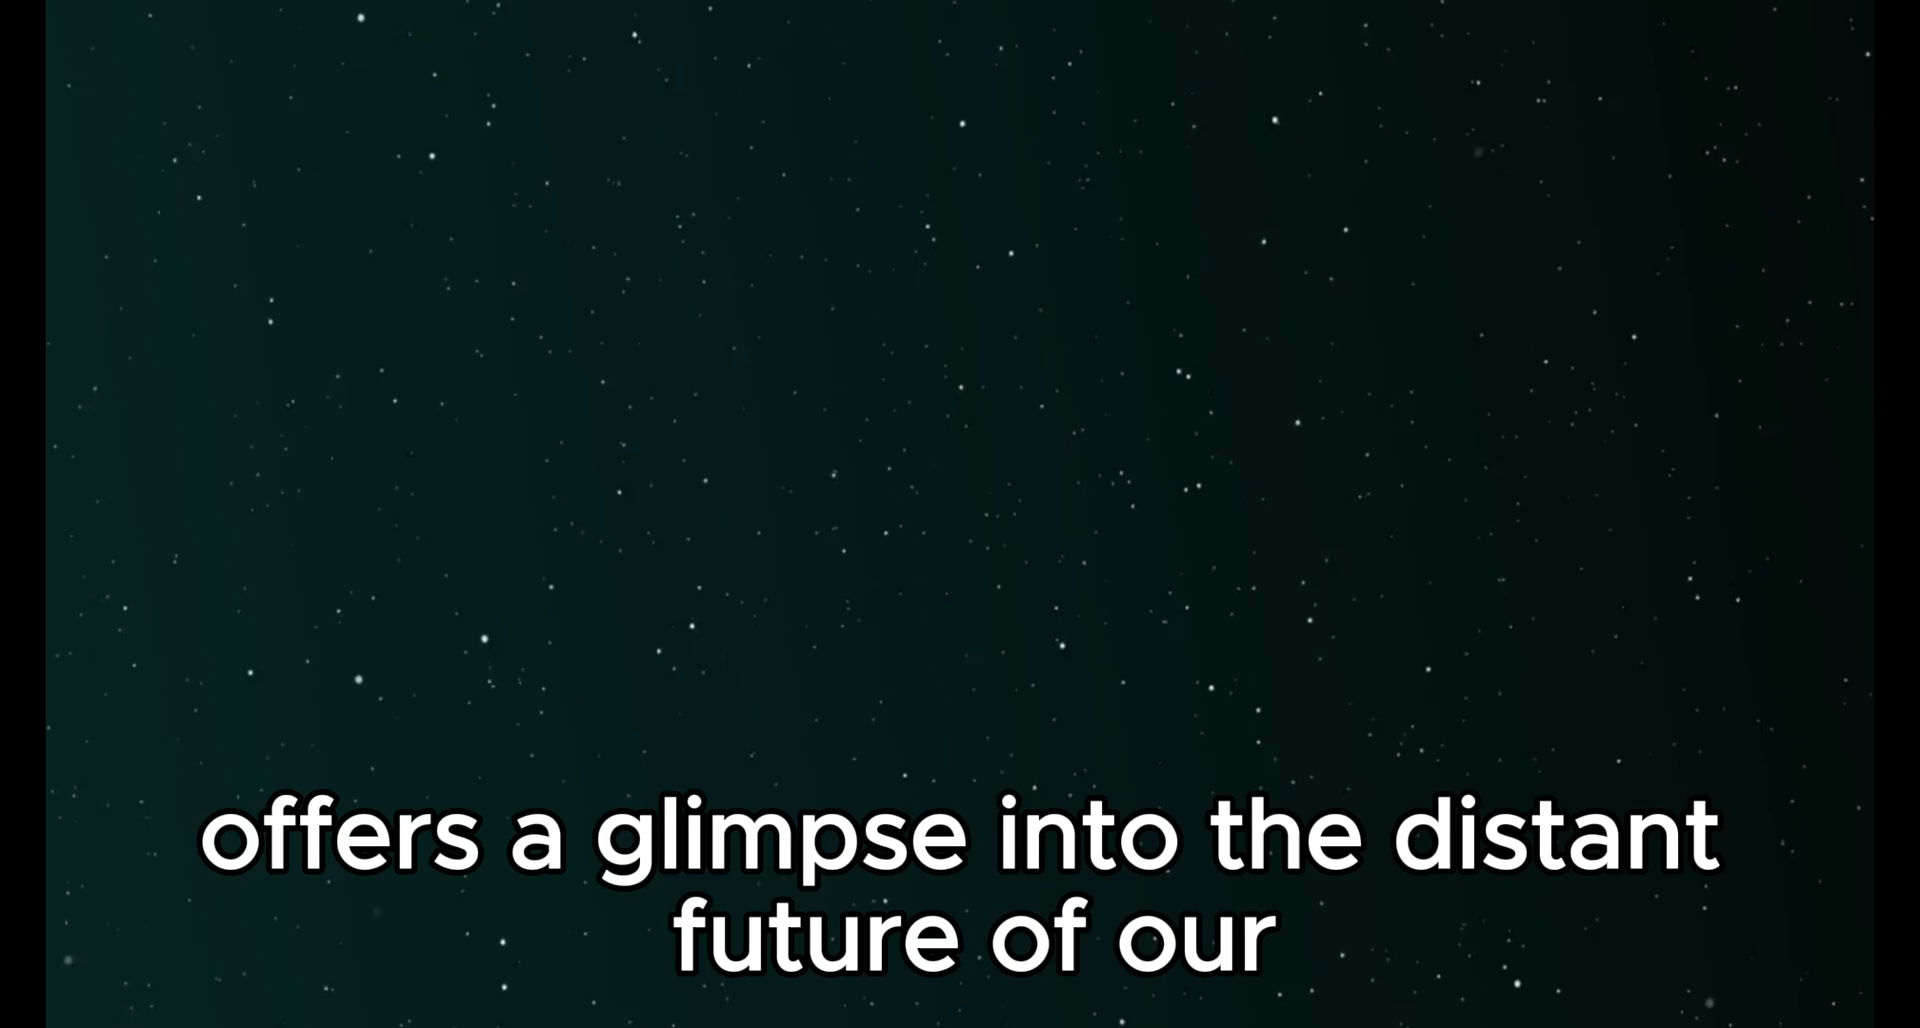 offers a glimpse into the distant
future of our